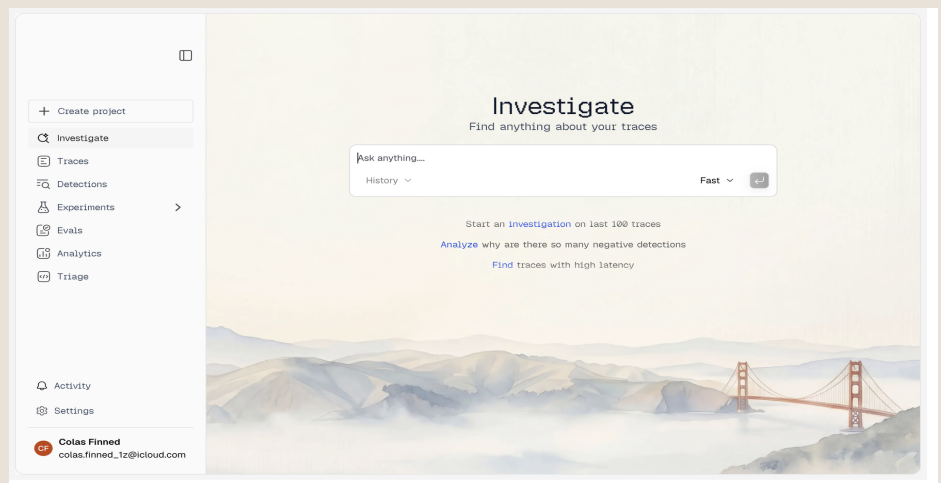 Create project
Investigate
Traces
Detections
Experiments
Evals
Analytics
Triage
Activity
Settings
CF
Colas Finned
colas.finned_1z@icloud.com
Investigate
Find anything about your traces
Ask anything....
History
Fast
Start an investigation on last 100 traces
Analyze why are there so many negative detections
Find traces with high latency